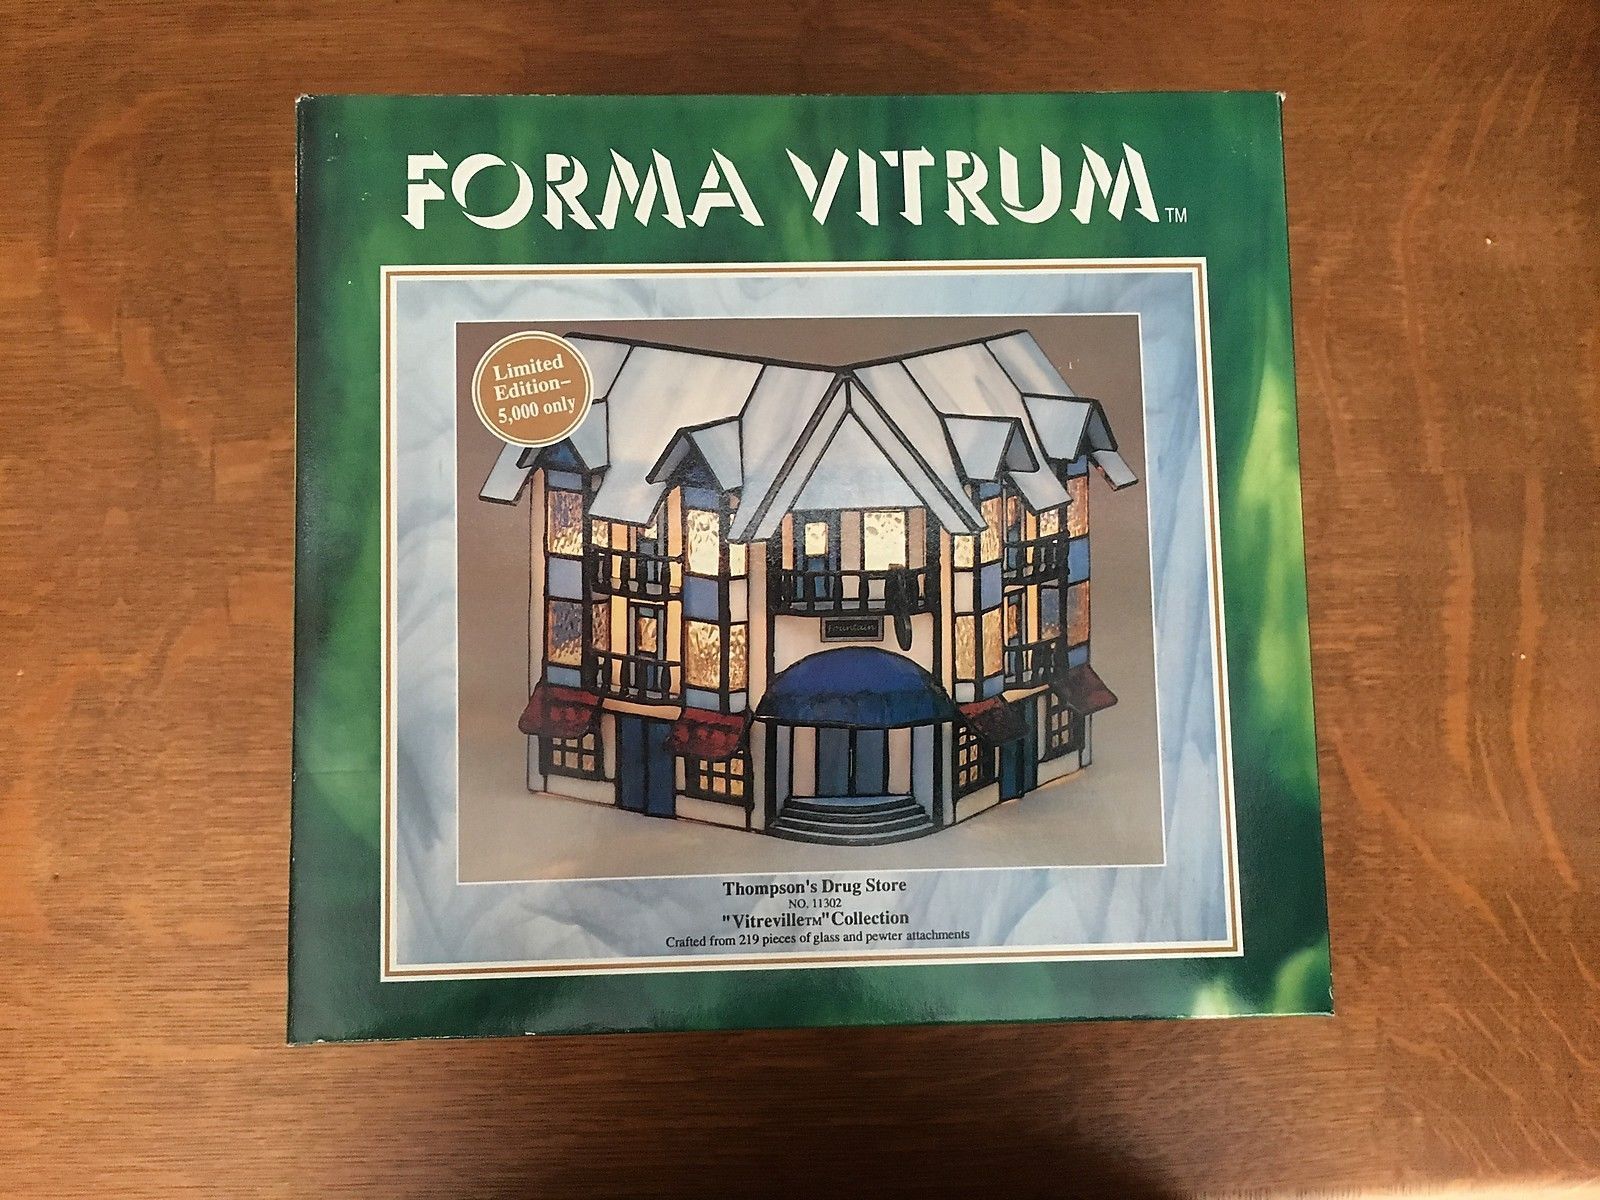 FORMA VITRUM TM
Limited
Edition–
5,000 only
Fountain
Thompson's Drug Store
NO. 11302
"Vitreville™" Collection
Crafted from 219 pieces of glass and pewter attachments